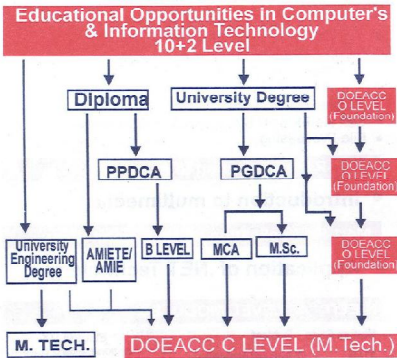 Educational Opportunities in Computer's
& Information Technology
10+2 Level
Diploma
University Degree
DOEACC
O LEVEL
(Foundation)
PPDCA
PGDCA
DOEACC
O LEVEL
(Foundation)
University
Engineering
Degree
AMIETE/
AMIE
B LEVEL
MCA
M.Sc.
DOEACC
O LEVEL
(Foundation)
M. TECH.
DOEACC C LEVEL (M.Tech.)